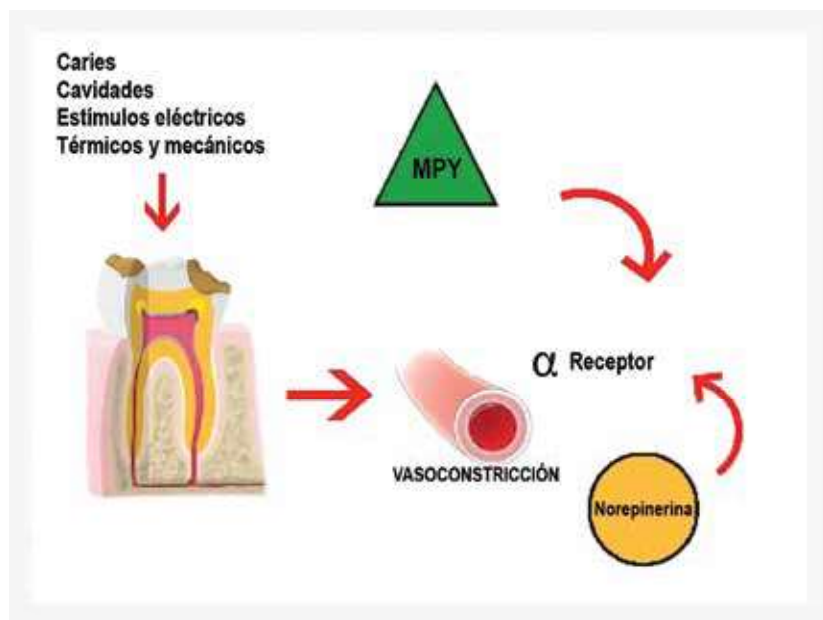 Caries
Cavidades
Estímulos eléctricos
Térmicos y mecánicos
MPY
α Receptor
VASOCONSTRICCIÓN
Norepinerina